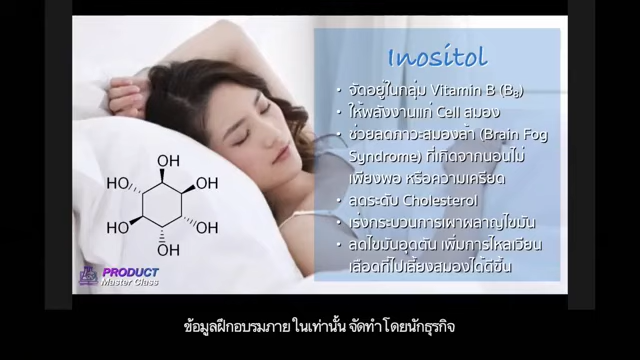 Inositol
• จัดอยู่ในกลุ่ม Vitamin B (B₈)
• ให้พลังงานแก่ Cell สมอง
• ช่วยลดภาวะสมองล้า (Brain Fog
Syndrome) ที่เกิดจากนอนไม่
เพียงพอ หรือความเครียด
• ลดระดับ Cholesterol
เร่งกระบวนการเผาผลาญไขมัน
• ลดไขมันอุดตัน เพิ่มการไหลเวียน
เลือดที่ไปเลี้ยงสมองได้ดีขึ้น
OH
HO OH
HO OH
OH
PRODUCT
Master Class
ข้อมูลฝึกอบรมภาย ในเท่านั้น จัดทำโดยนักธุรกิจ